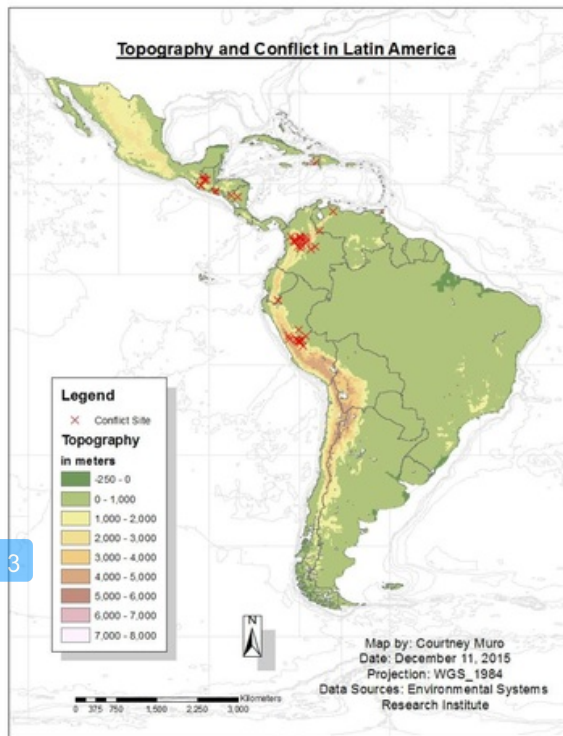 Topography and Conflict in Latin America
Legend
Conflict Site
Topography
in meters
-250 - 0
0 - 1,000
1,000 - 2,000
2,000 - 3,000
3,000 - 4,000
4,000 - 5,000
5,000 - 6,000
6,000 - 7,000
7,000 - 8,000
3
N
Kilometers
0 375 750 1,500 2,250 3,000
Map by: Courtney Muro
Date: December 11, 2015
Projection: WGS_1984
Data Sources: Environmental Systems
Research Institute